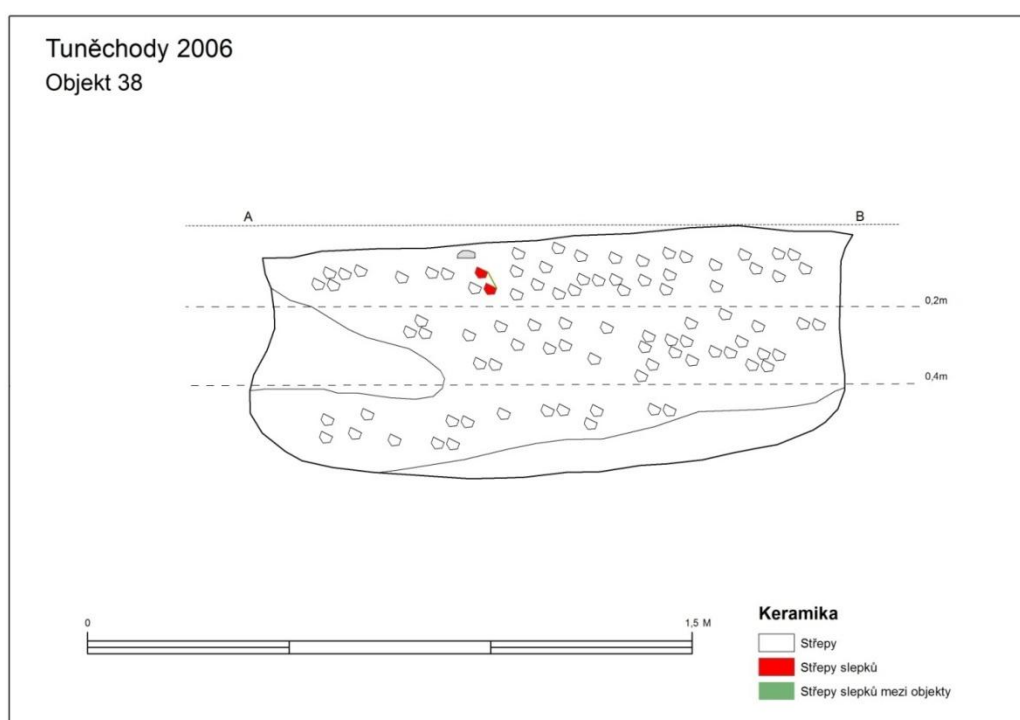 Tuněchody 2006
Objekt 38
A
B
0,2m
0,4m
0
1,5 M
Keramika
Střepy
Střepy slepků
Střepy slepků mezi objekty